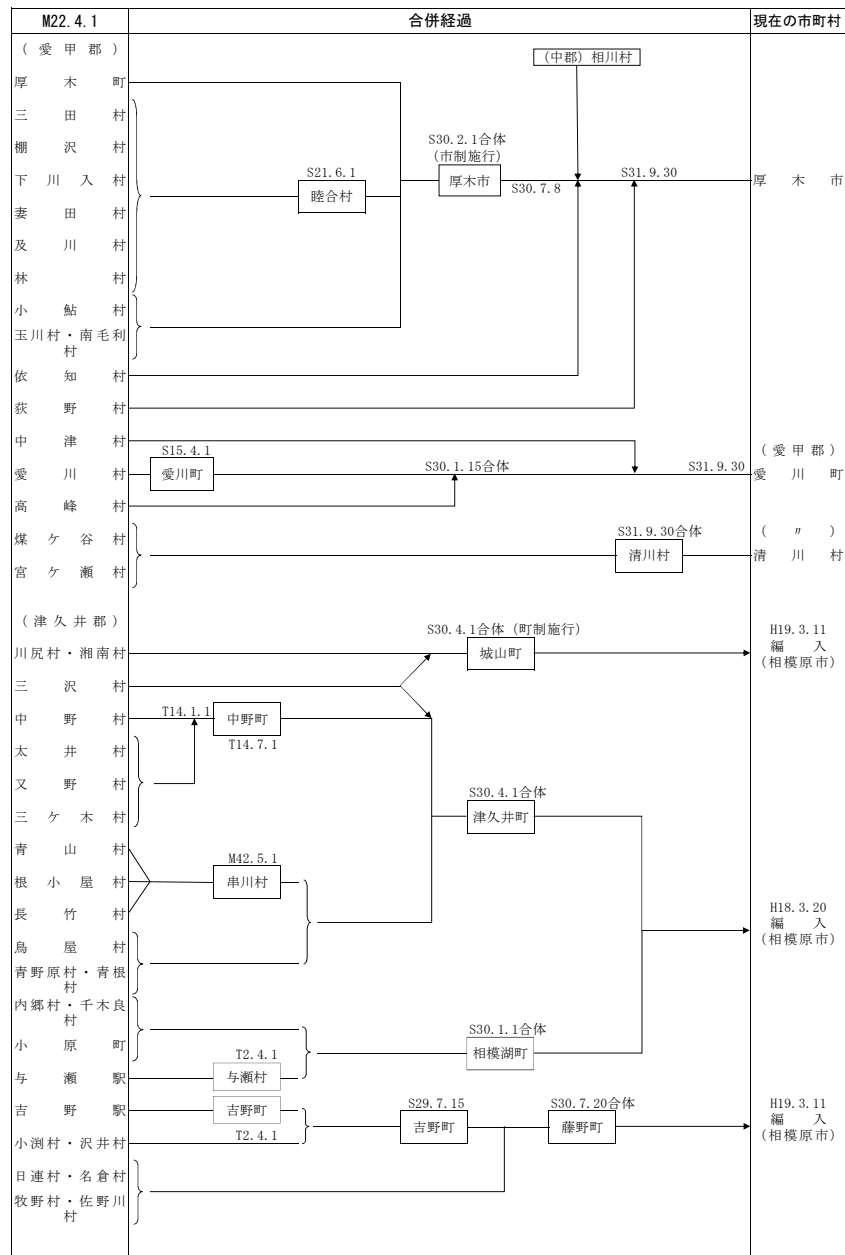 M22.4.1 合併経過 現在の市町村
(愛甲郡)
(中郡)相川村
厚木町
三田村
棚沢村
S30.2.1合体
(市制施行)
下川入村
S21.6.1
睦合村
厚木市
S30.7.8
S31.9.30
厚木市
妻田村
及川村
林村
小鮎村
玉川村・南毛利
村
依知村
荻野村
中津村
(愛甲郡)
愛川村
S15.4.1
愛川町
S30.1.15合体
S31.9.30
愛川町
高峰村
煤ケ谷村
S31.9.30合体
(〃)
清川村
清川村
宮ケ瀬村
(津久井郡)
川尻村・湘南村
S30.4.1合体(町制施行)
城山町
H19.3.11
編入
(相模原市)
三沢村
中野村
T14.1.1
中野町
T14.7.1
太井村
又野村
三ケ木村
S30.4.1合体
津久井町
青山村
根小屋村
M42.5.1
串川村
長竹村
H18.3.20
編入
(相模原市)
鳥屋村
青野原村・青根
村
内郷村・千木良
村
小原町
S30.1.1合体
相模湖町
与瀬駅
T2.4.1
与瀬村
吉野駅
吉野町
T2.4.1
S29.7.15
吉野町
S30.7.20合体
藤野町
H19.3.11
編入
(相模原市)
小渕村・沢井村
日連村・名倉村
牧野村・佐野川
村